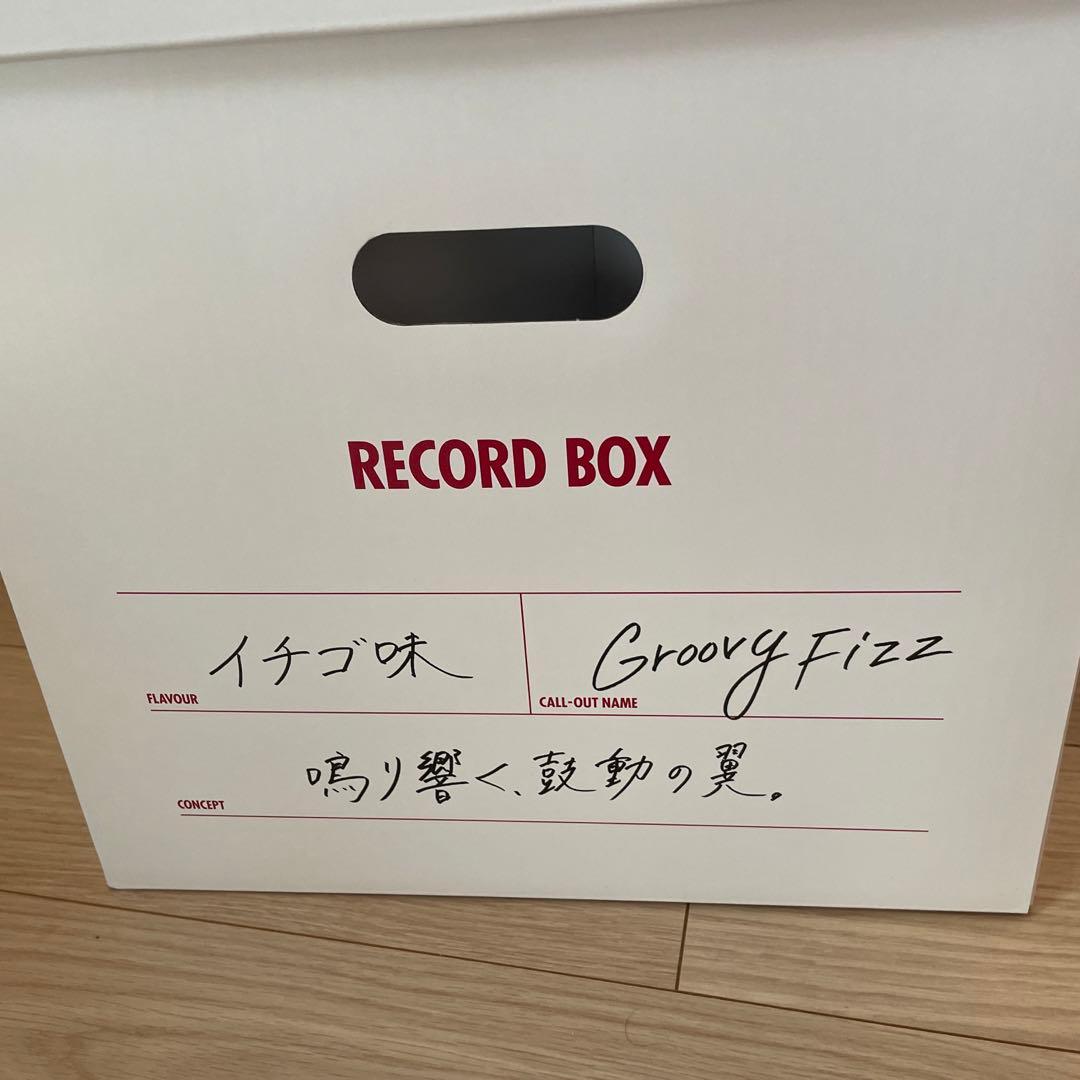 RECORD BOX
イチゴ味
FLAVOUR
Groovy Fizz
CALL-OUT NAME
鳴り響く、鼓動の翼。
CONCEPT